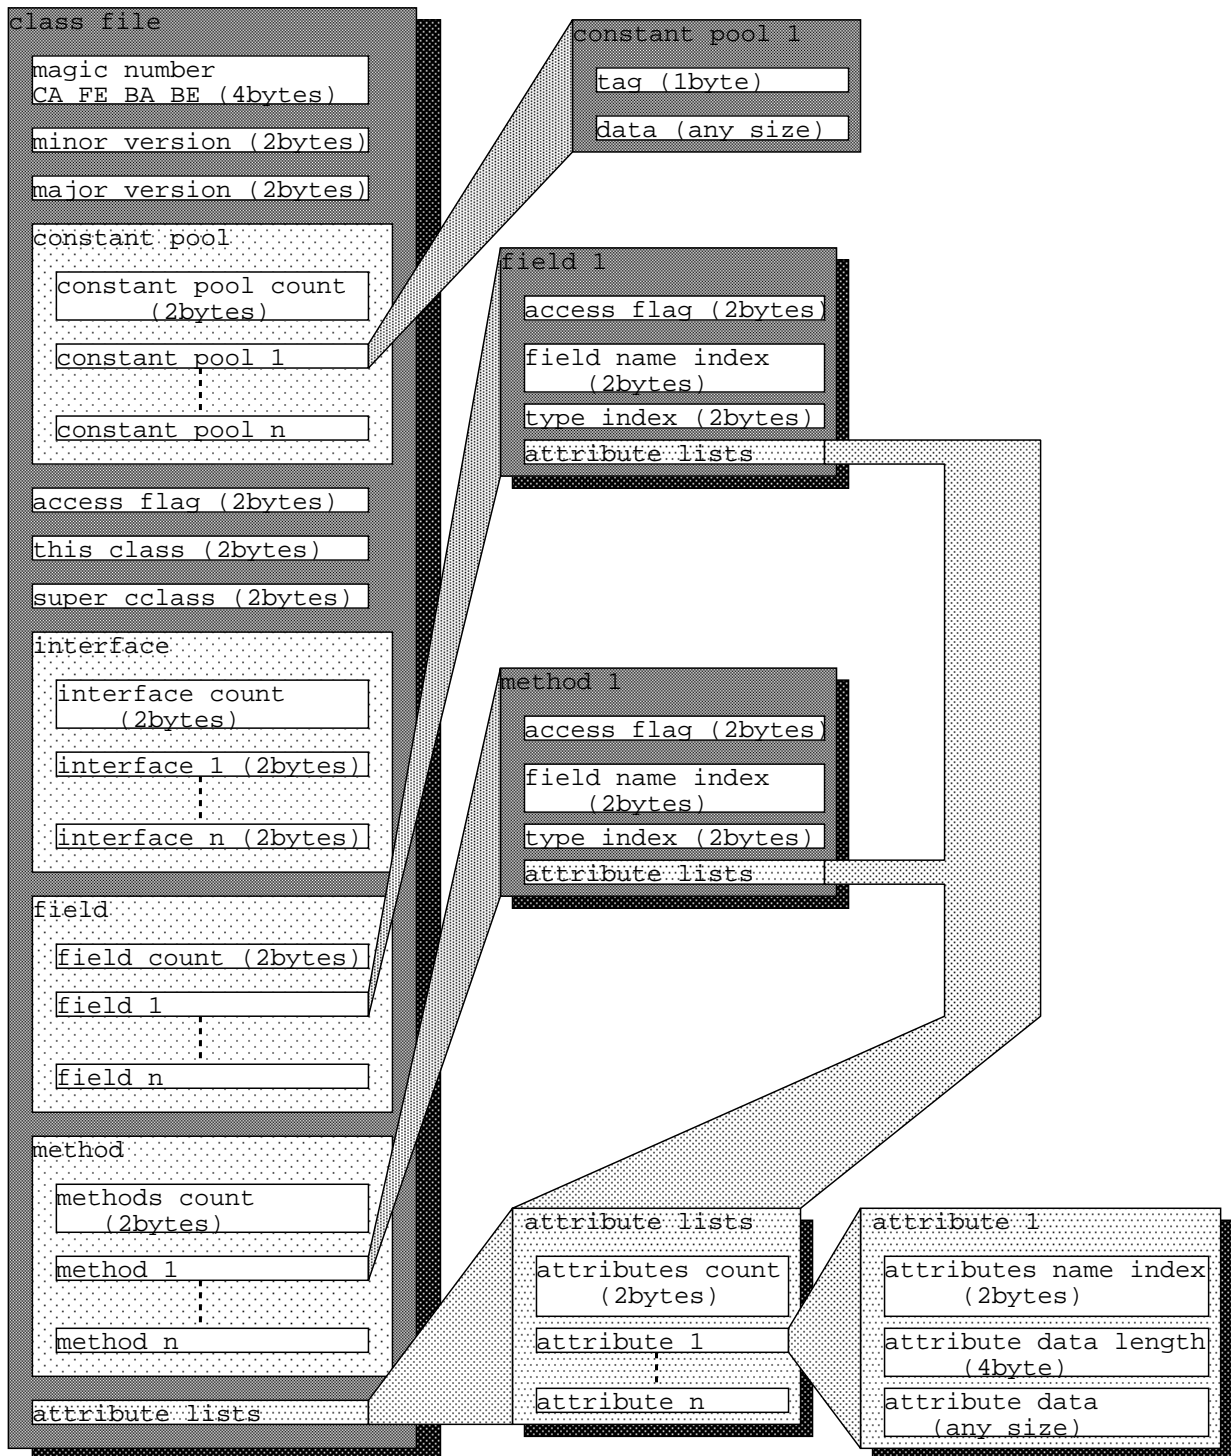 class file
magic number
CA FE BA BE (4bytes)
minor version (2bytes)
major version (2bytes)
constant pool
constant pool count
(2bytes)
constant pool 1
constant pool n
access flag (2bytes)
this class (2bytes)
super cclass (2bytes)
interface
interface count
(2bytes)
interface 1 (2bytes)
interface n (2bytes)
field
field count (2bytes)
field 1
field n
method
methods count
(2bytes)
method 1
method n
attribute lists
constant pool 1
tag (1byte)
data (any size)
field 1
access flag (2bytes)
field name index
(2bytes)
type index (2bytes)
attribute lists
method 1
access flag (2bytes)
field name index
(2bytes)
type index (2bytes)
attribute lists
attribute lists
attributes count
(2bytes)
attribute 1
attribute n
attribute 1
attributes name index
(2bytes)
attribute data length
(4byte)
attribute data
(any size)